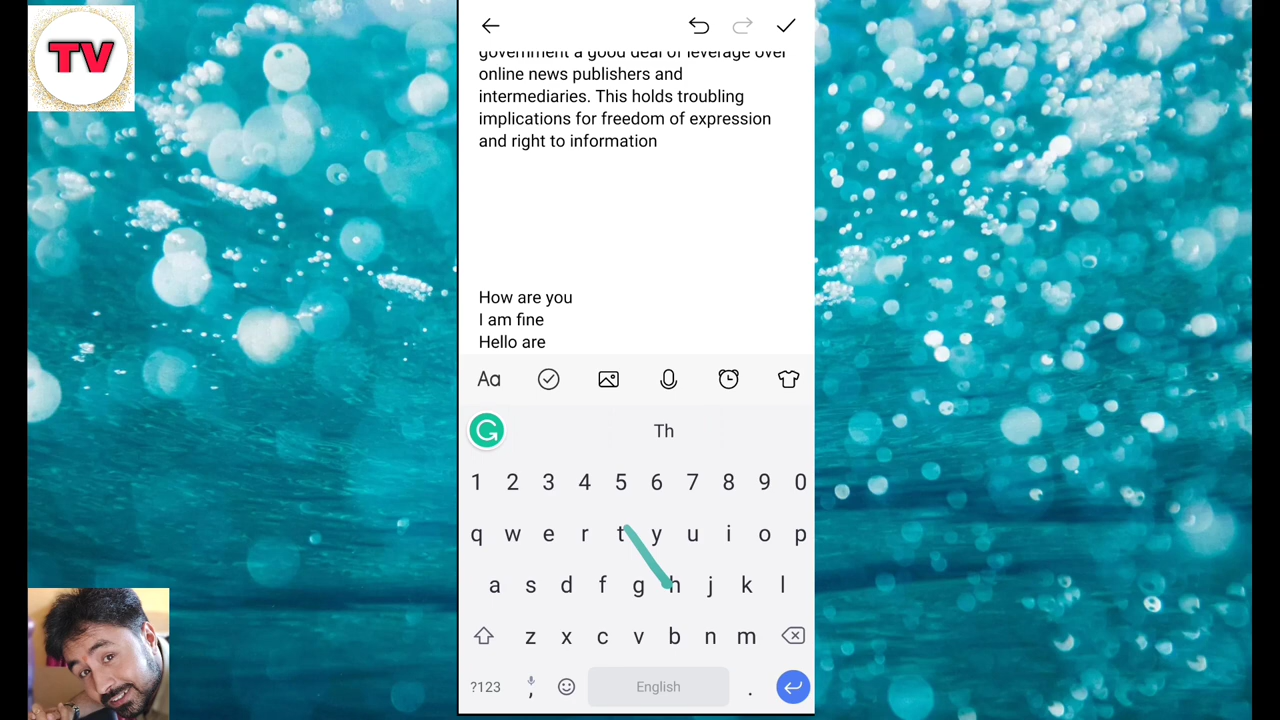 TV
government a good deal of leverage over
online news publishers and
intermediaries. This holds troubling
implications for freedom of expression
and right to information
How are you
I am fine
Hello are
Aa
Th
1 2 3 4 5 6 7 8 9 0
q w e r t y u i o p
a s d f g h j k l
z x c v b n m
?123 , English .